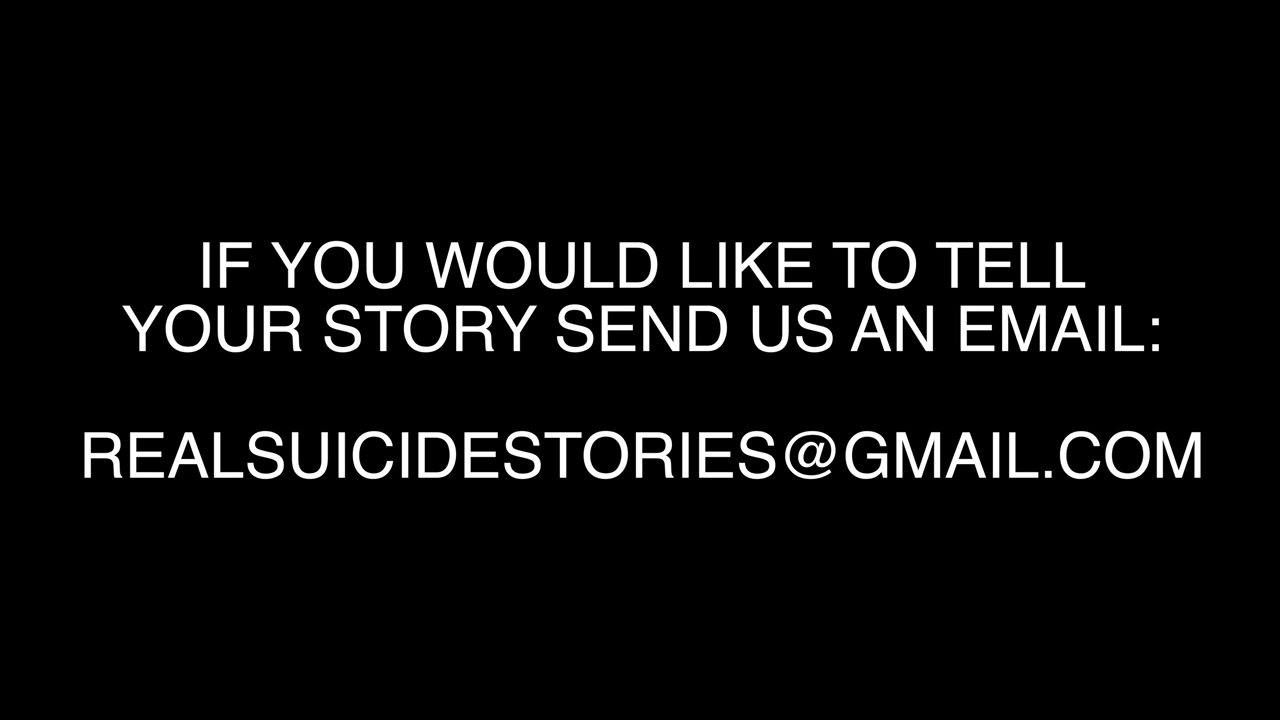 IF YOU WOULD LIKE TO TELL
YOUR STORY SEND US AN EMAIL:
REALSUICIDESTORIES@GMAIL.COM